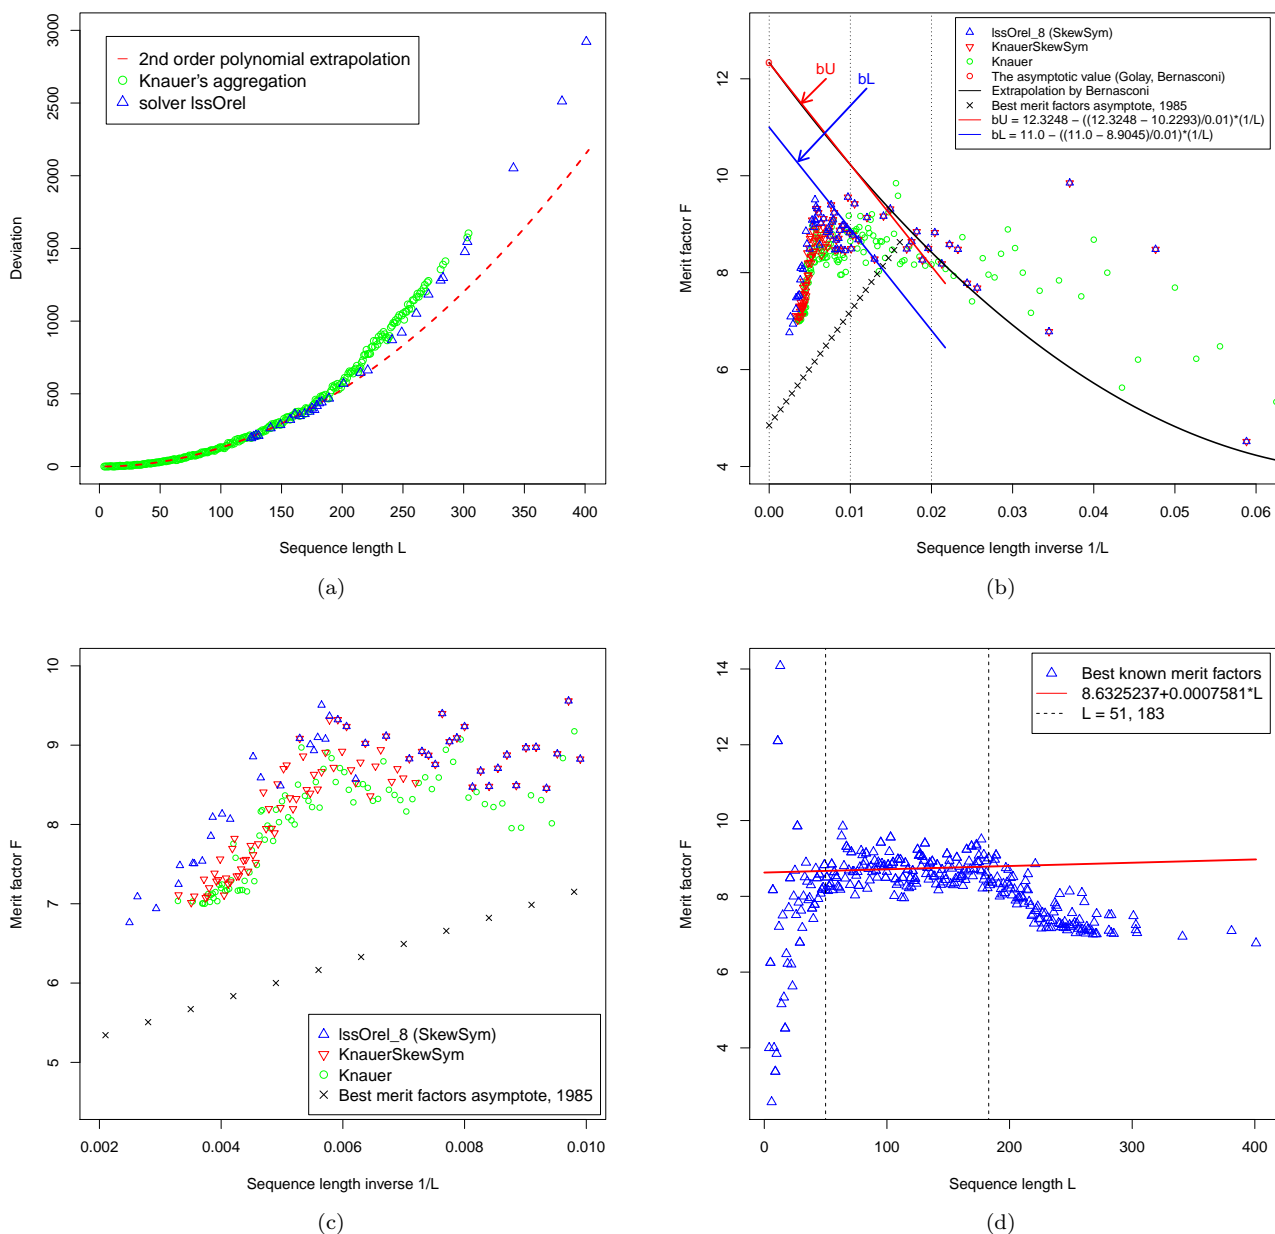 3000
2500
2000
1500
1000
500
0
Deviation
2nd order polynomial extrapolation
Knauer's aggregation
solver lssOrel
0 50 100 150 200 250 300 350 400
Sequence length L
(a)
12
10
8
6
4
Merit factor F
bU
bL
lssOrel_8 (SkewSym)
KnauerSkewSym
Knauer
The asymptotic value (Golay, Bernasconi)
Extrapolation by Bernasconi
Best merit factors asymptote, 1985
bU = 12.3248 − ((12.3248 − 10.2293)/0.01)*(1/L)
bL = 11.0 − ((11.0 − 8.9045)/0.01)*(1/L)
0.00 0.01 0.02 0.03 0.04 0.05 0.06
Sequence length inverse 1/L
(b)
10
9
8
7
6
5
Merit factor F
lssOrel_8 (SkewSym)
KnauerSkewSym
Knauer
Best merit factors asymptote, 1985
0.002 0.004 0.006 0.008 0.010
Sequence length inverse 1/L
(c)
14
12
10
8
6
4
Merit factor F
Best known merit factors
8.6325237+0.0007581*L
L = 51, 183
0 100 200 300 400
Sequence length L
(d)